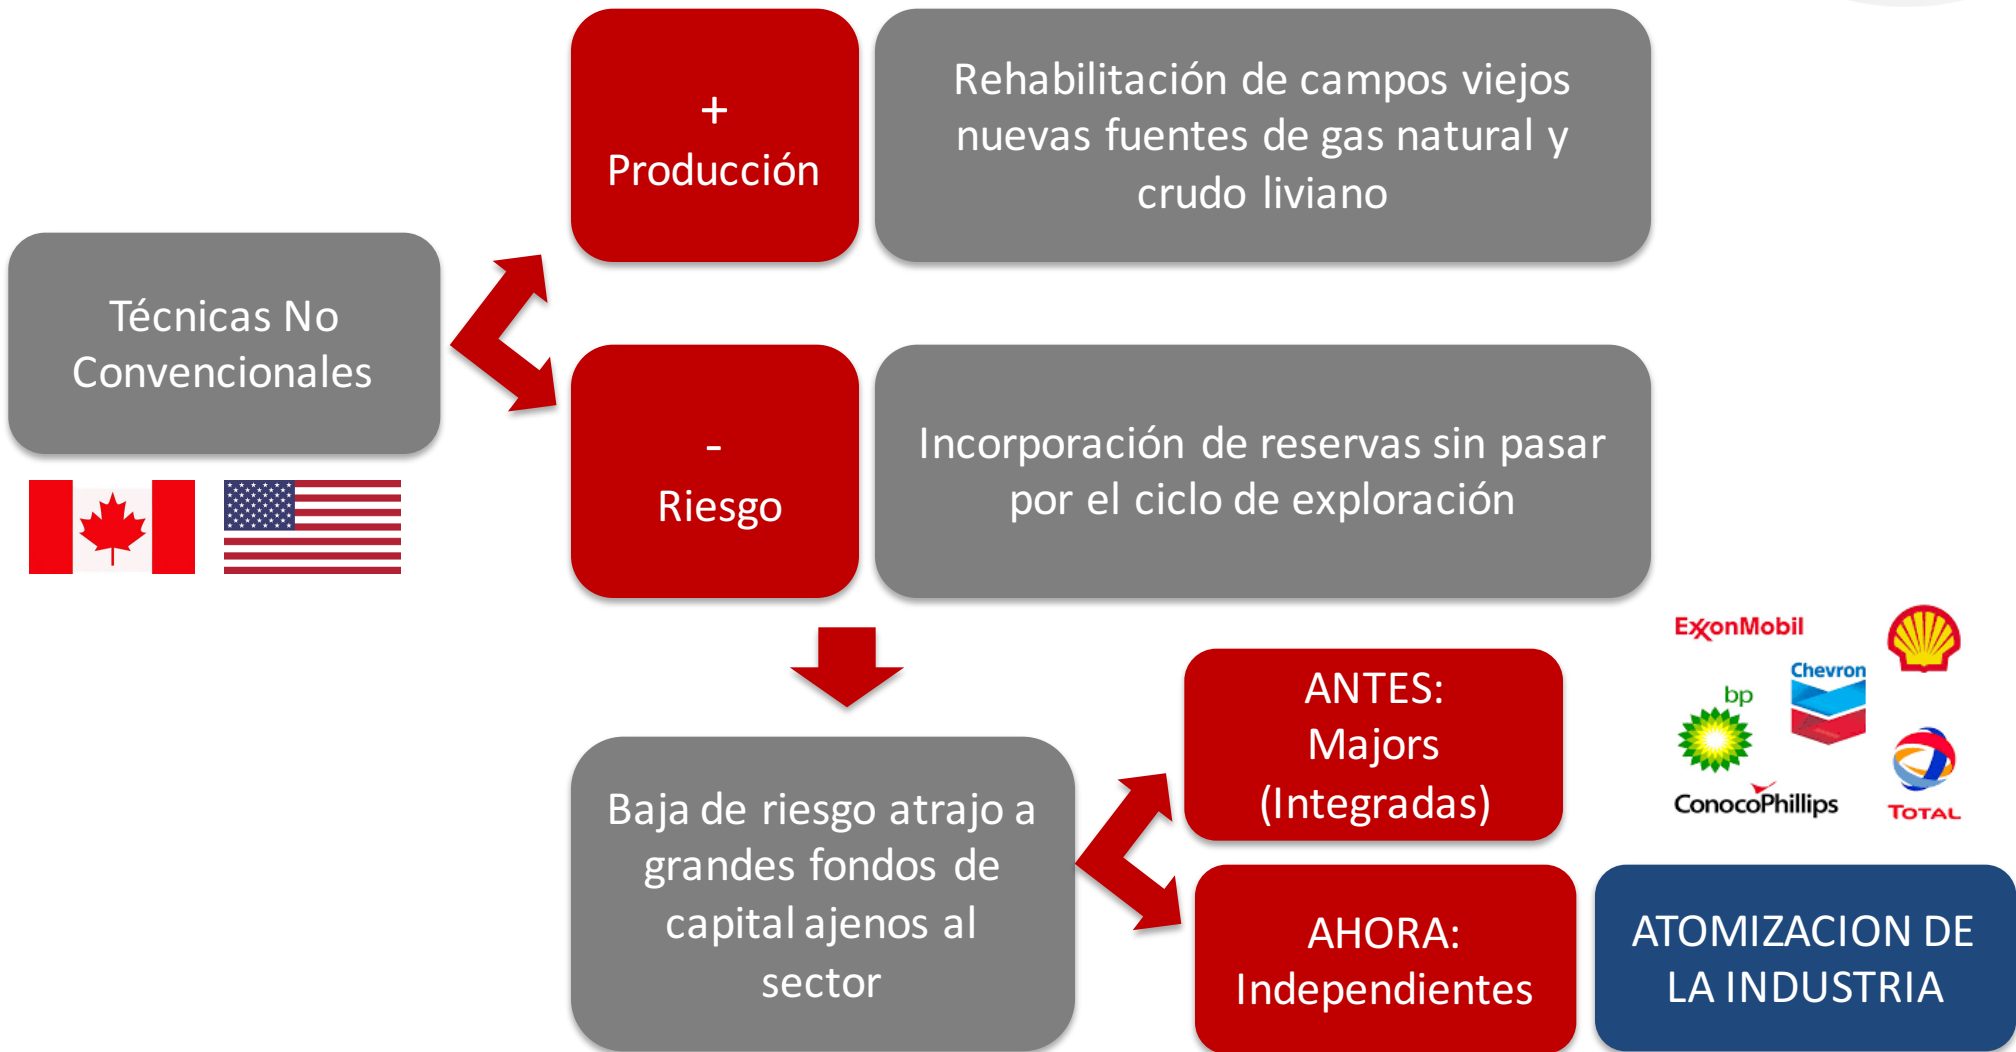 +
Producción
Rehabilitación de campos viejos
nuevas fuentes de gas natural y
crudo liviano
Técnicas No
Convencionales
-
Riesgo
Incorporación de reservas sin pasar
por el ciclo de exploración
ExxonMobil
Chevron
bp
ConocoPhillips
TOTAL
ANTES:
Majors
(Integradas)
Baja de riesgo atrajo a
grandes fondos de
capital ajenos al
sector
AHORA:
Independientes
ATOMIZACION DE
LA INDUSTRIA